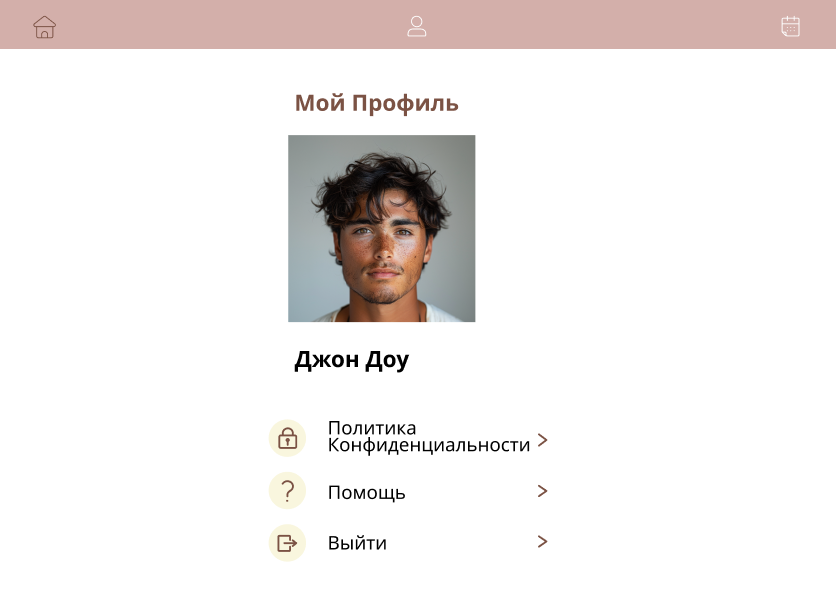 Мой Профиль
Джон Доу
Политика
Конфиденциальности
Помощь
Выйти